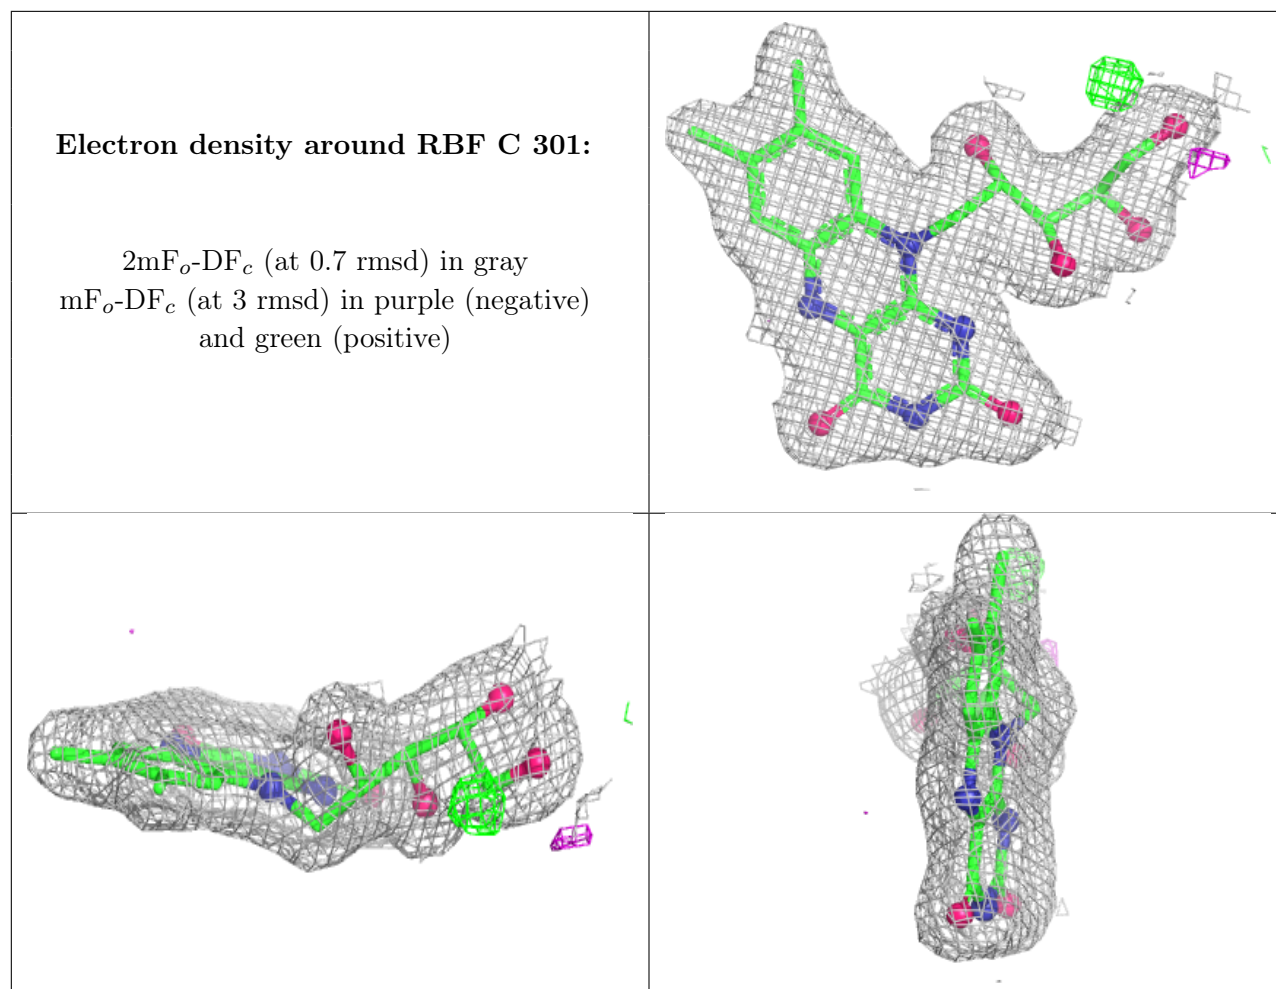 Electron density around RBF C 301:
2mFo-DFc (at 0.7 rmsd) in gray
mFo-DFc (at 3 rmsd) in purple (negative)
and green (positive)